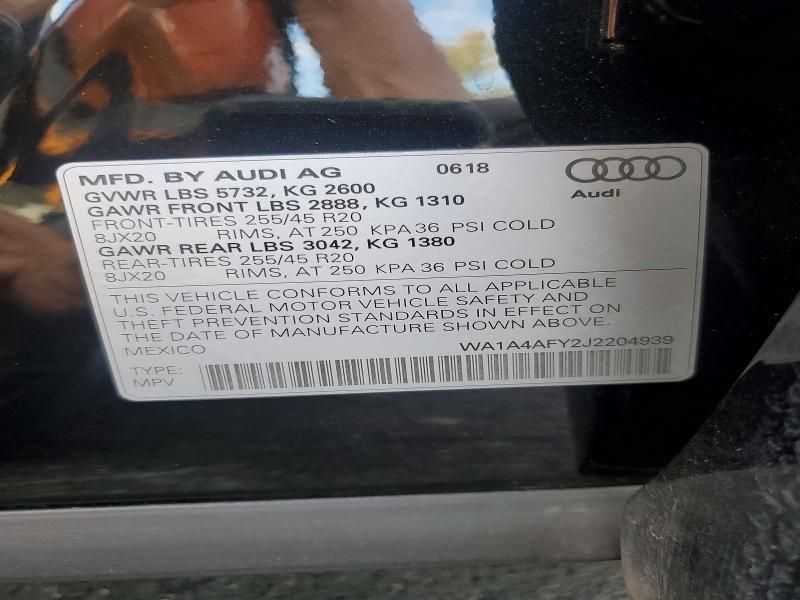 MFD. BY AUDI AG 0618
Audi
GVWR LBS 5732, KG 2600
GAWR FRONT LBS 2888, KG 1310
FRONT-TIRES 255/45 R20
8JX20 RIMS, AT 250 KPA 36 PSI COLD
GAWR REAR LBS 3042, KG 1380
REAR-TIRES 255/45 R20
8JX20 RIMS, AT 250 KPA 36 PSI COLD
THIS VEHICLE CONFORMS TO ALL APPLICABLE
U.S. FEDERAL MOTOR VEHICLE SAFETY AND
THEFT PREVENTION STANDARDS IN EFFECT ON
THE DATE OF MANUFACTURE SHOWN ABOVE.
MEXICO WA1A4AFY2J2204939
TYPE:
MPV